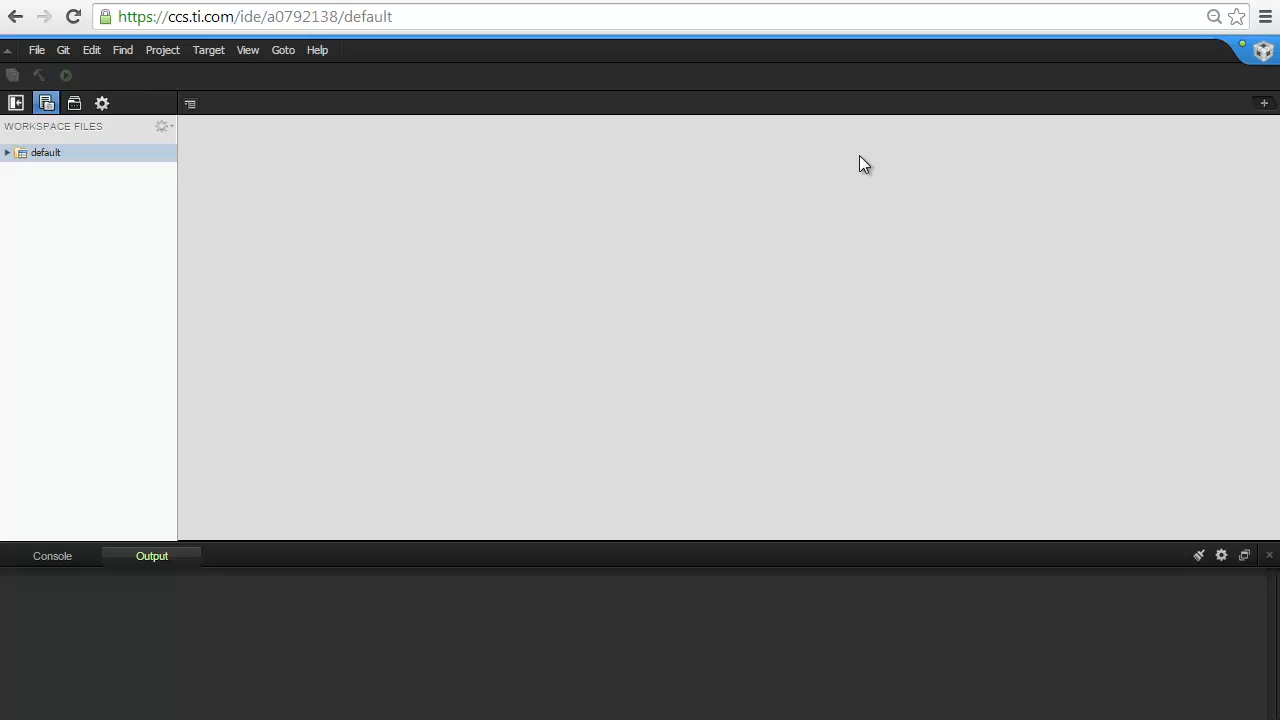 https://ccs.ti.com/ide/a0792138/default
File Git Edit Find Project Target View Goto Help
WORKSPACE FILES
default
Console Output